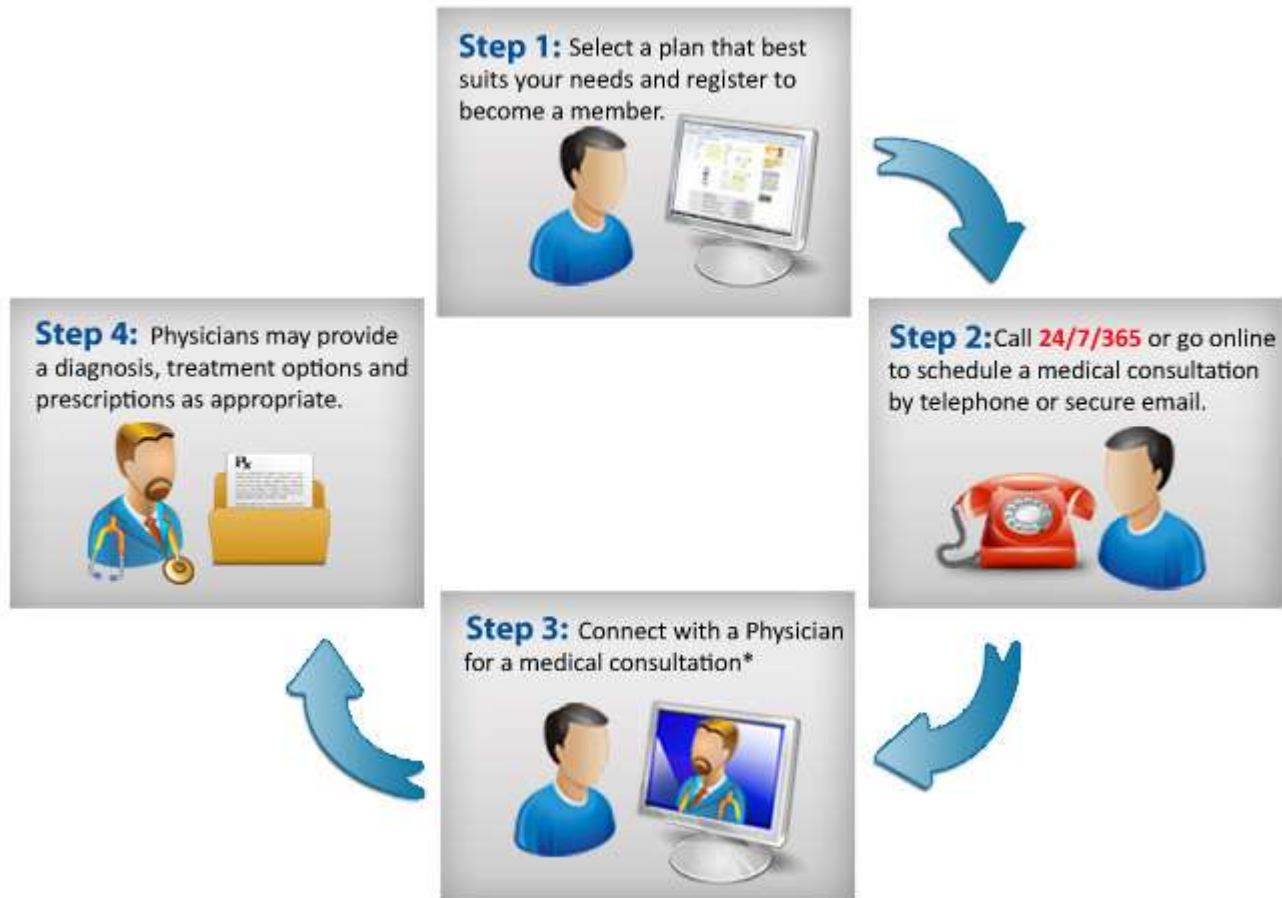 Step 1: Select a plan that best
suits your needs and register to
become a member.
Step 2:Call 24/7/365 or go online
to schedule a medical consultation
by telephone or secure email.
Step 3: Connect with a Physician
for a medical consultation*
Step 4: Physicians may provide
a diagnosis, treatment options and
prescriptions as appropriate.